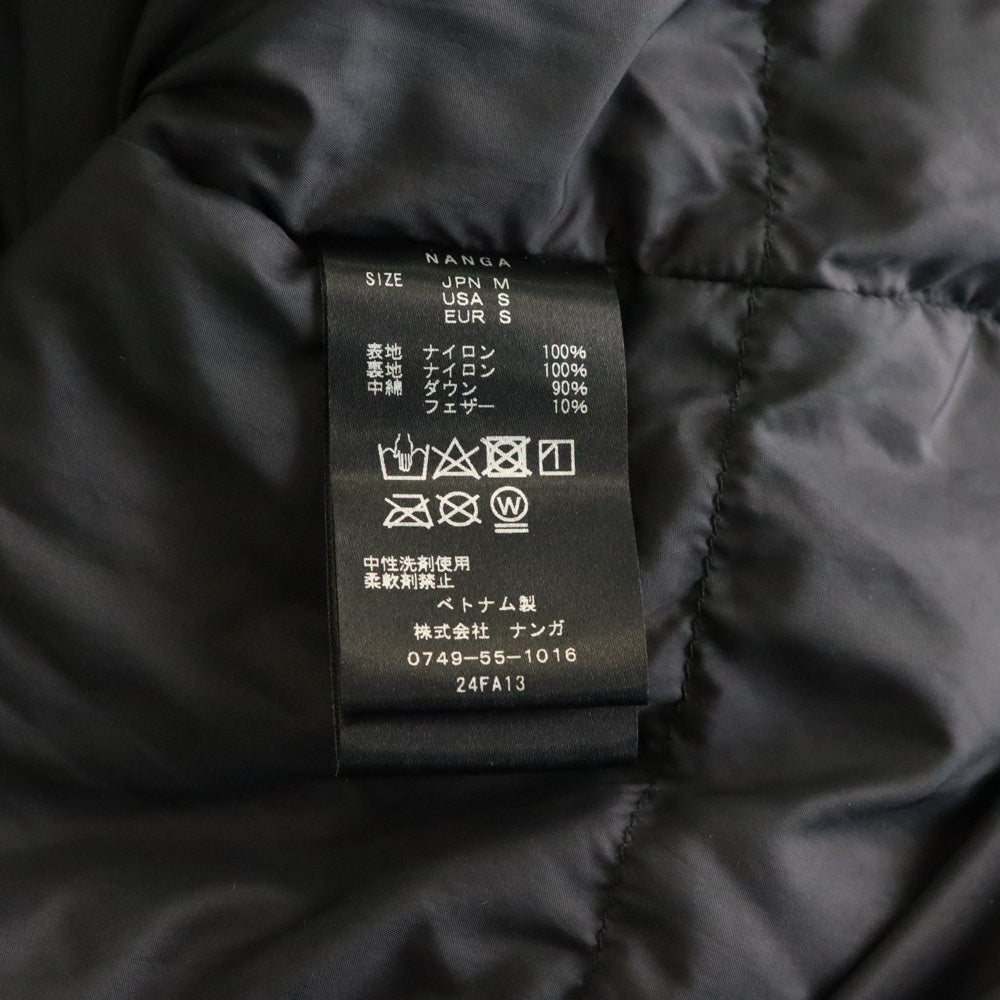 NANGA
SIZE JPN M
USA S
EUR S
表地 ナイロン 100%
裏地 ナイロン 100%
中綿 ダウン 90%
フェザー 10%
W
中性洗剤使用
柔軟剤禁止
ベトナム製
株式会社 ナンガ
0749-55-1016
24FA13